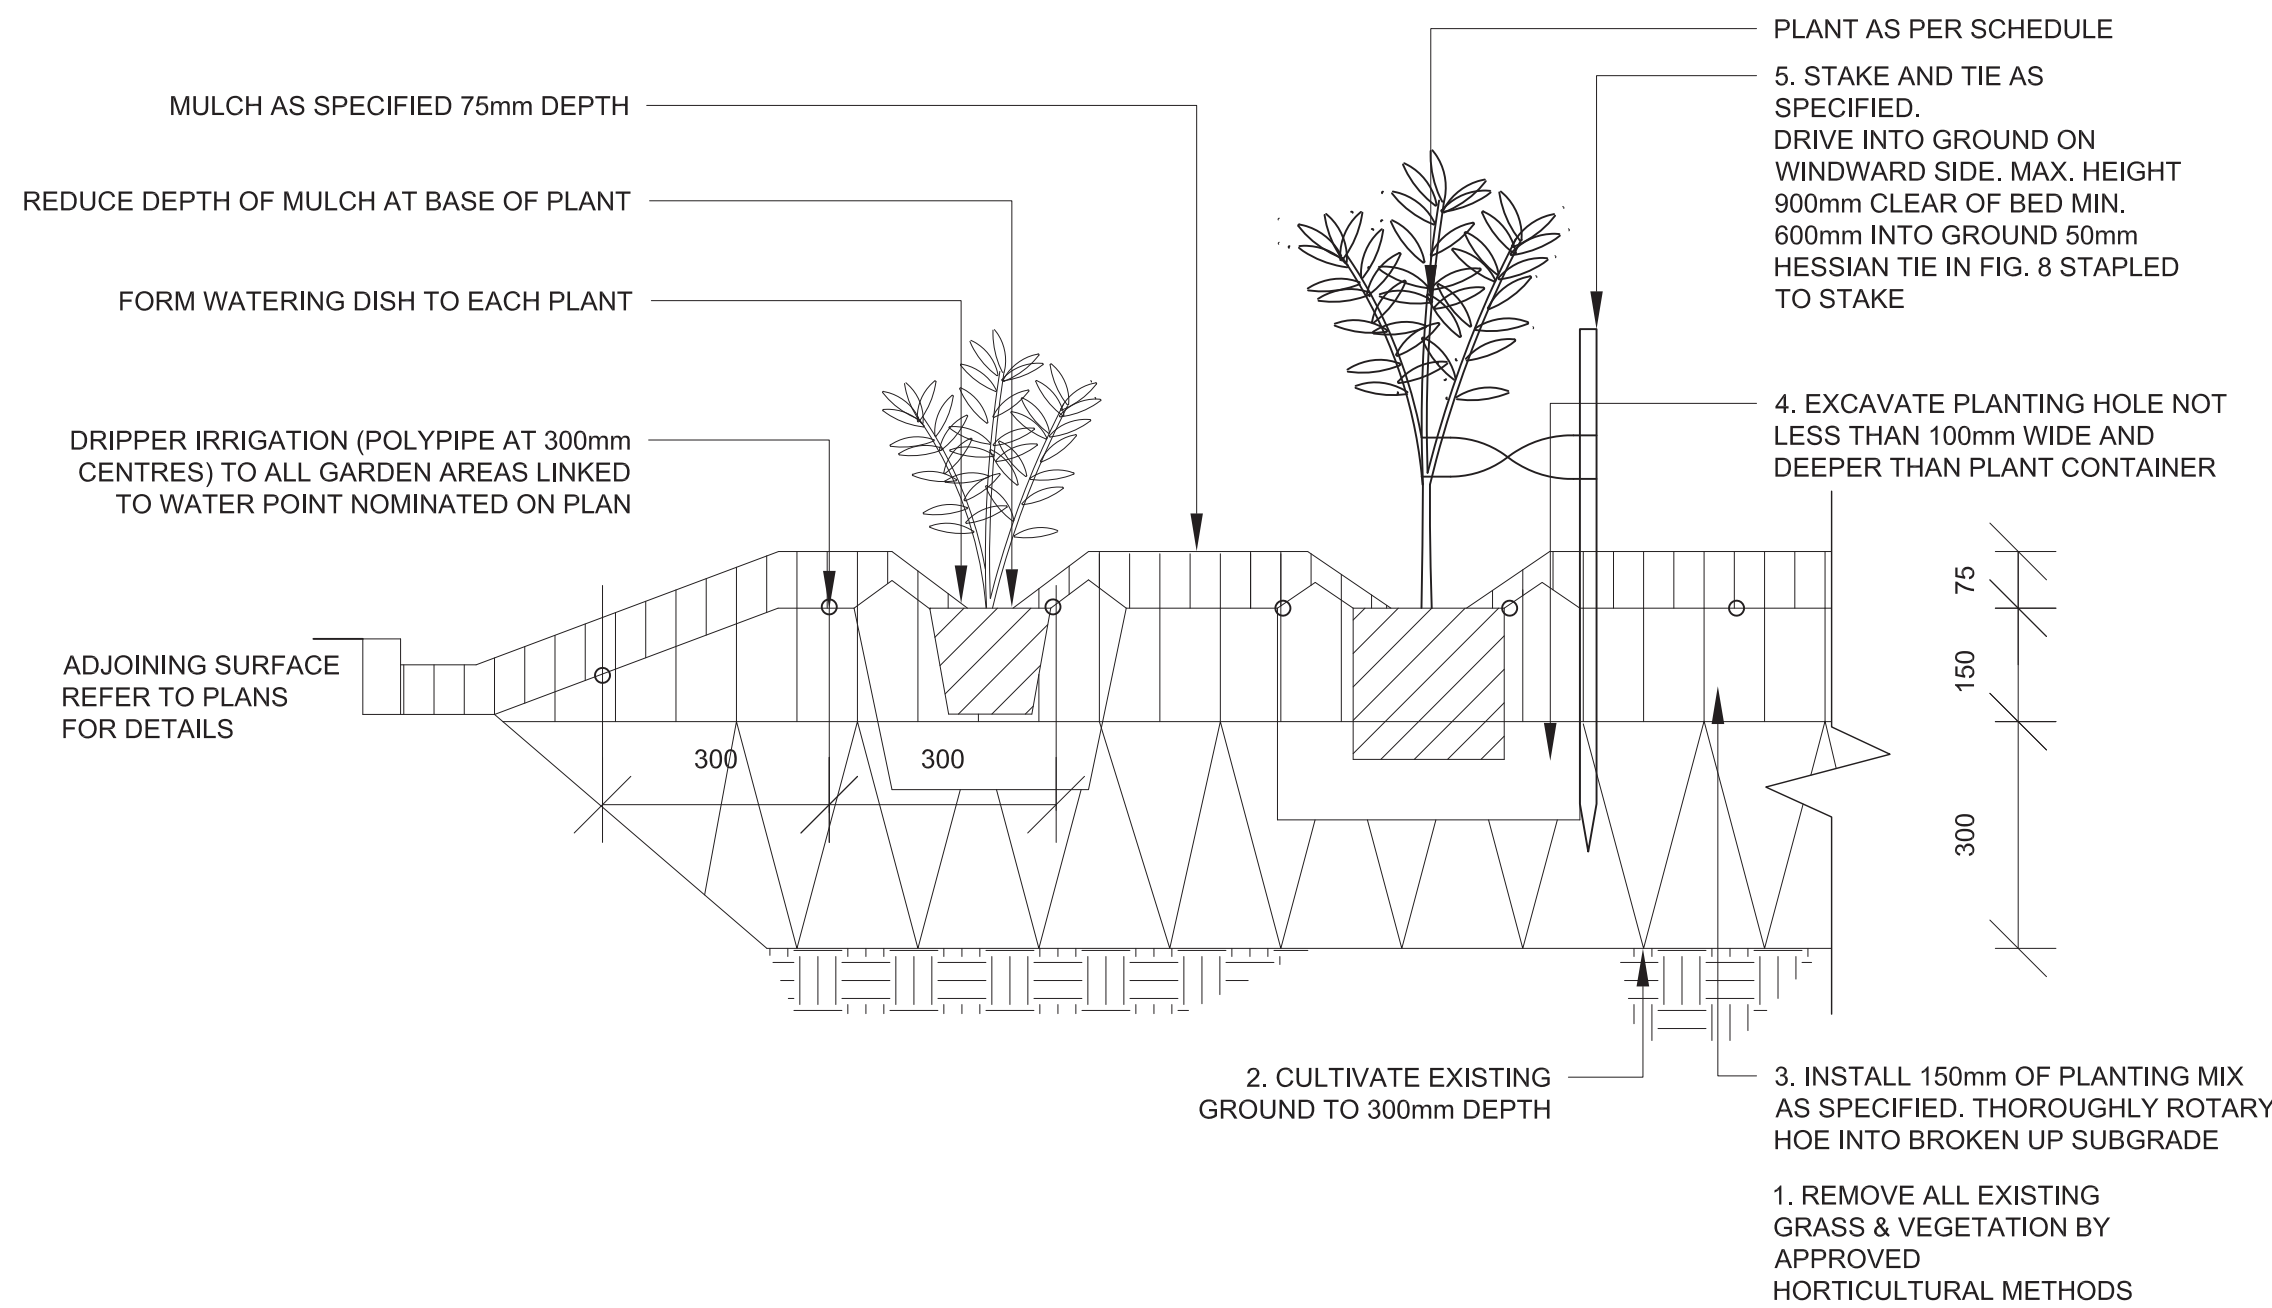 PLANT AS PER SCHEDULE
5. STAKE AND TIE AS
SPECIFIED.
DRIVE INTO GROUND ON
WINDWARD SIDE. MAX. HEIGHT
900mm CLEAR OF BED MIN.
600mm INTO GROUND 50mm
HESSIAN TIE IN FIG. 8 STAPLED
TO STAKE
MULCH AS SPECIFIED 75mm DEPTH
REDUCE DEPTH OF MULCH AT BASE OF PLANT
FORM WATERING DISH TO EACH PLANT
DRIPPER IRRIGATION (POLYPIPE AT 300mm
CENTRES) TO ALL GARDEN AREAS LINKED
TO WATER POINT NOMINATED ON PLAN
4. EXCAVATE PLANTING HOLE NOT
LESS THAN 100mm WIDE AND
DEEPER THAN PLANT CONTAINER
ADJOINING SURFACE
REFER TO PLANS
FOR DETAILS
300
300
75
150
300
2. CULTIVATE EXISTING
GROUND TO 300mm DEPTH
3. INSTALL 150mm OF PLANTING MIX
AS SPECIFIED. THOROUGHLY ROTARY
HOE INTO BROKEN UP SUBGRADE
1. REMOVE ALL EXISTING
GRASS & VEGETATION BY
APPROVED
HORTICULTURAL METHODS